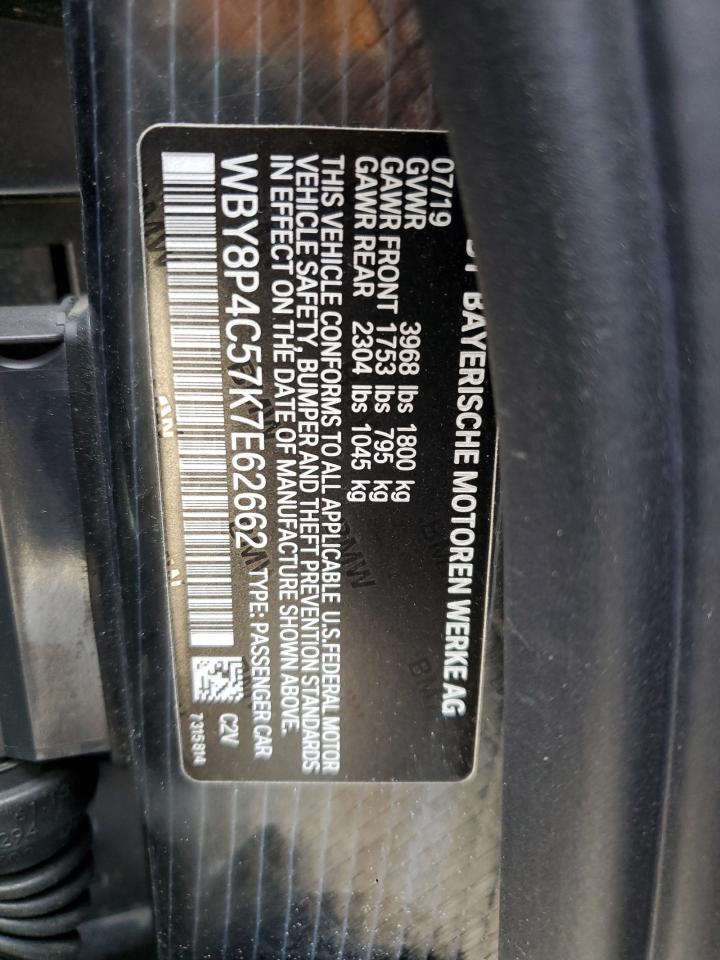 BAYERISCHE MOTOREN WERKE AG
07/19
GVWR 3968 lbs 1800 kg
GAWR FRONT 1753 lbs 795 kg
GAWR REAR 2304 lbs 1045 kg
THIS VEHICLE CONFORMS TO ALL APPLICABLE U.S.FEDERAL MOTOR
VEHICLE SAFETY, BUMPER AND THEFT PREVENTION STANDARDS
IN EFFECT ON THE DATE OF MANUFACTURE SHOWN ABOVE.
WBY8P4C57K7E62662 TYPE: PASSENGER CAR
C2V
7315814
BMW
BMW